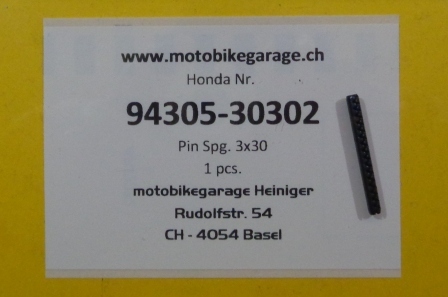 www.motobikegarage.ch
Honda Nr.
94305-30302
Pin Spg. 3x30
1 pcs.
motobikegarage Heiniger
Rudolfstr. 54
CH - 4054 Basel